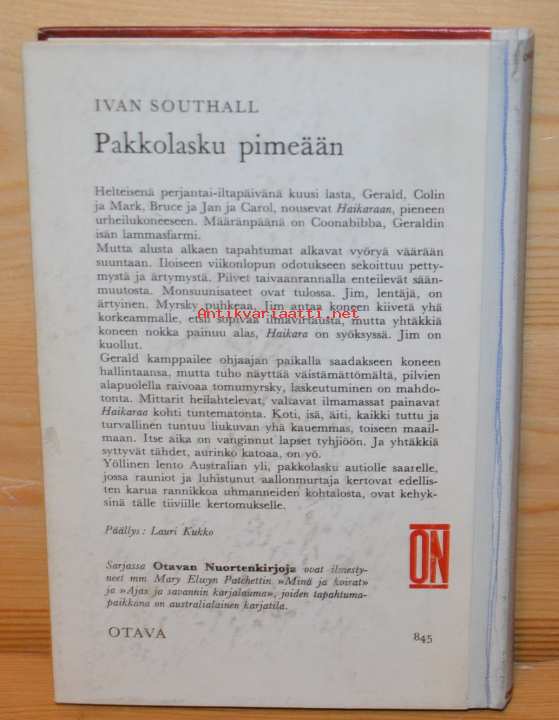 IVAN SOUTHALL
Pakkolasku pimeään
Helteisenä perjantai-iltapäivänä kuusi lasta, Gerald, Colin
ja Mark, Bruce ja Jan ja Carol, nousevat Haikaraan, pieneen
urheilukoneeseen. Määränpäänä on Coonabibba, Geraldin
isän lammasfarmi.
Mutta alusta alkaen tapahtumat alkavat vyöryä väärään
suuntaan. Iloiseen viikonlopun odotukseen sekoittuu petty-
mystä ja ärtymystä. Pilvet taivaanrannalla enteilevät sään-
muutosta. Monsuunisateet ovat tulossa. Jim, lentäjä, on
ärtyinen. Myrsky puhkeaa. Jim antaa koneen kiivetä yhä
korkeammalle, etsii sopivaa ilmavirtausta, mutta yhtäkkiä
koneen nokka painuu alas, Haikara on syöksyssä. Jim on
kuollut.
Antikvariaatti.net
Gerald kamppailee ohjaajan paikalla saadakseen koneen
hallintaansa, mutta tuho näyttää väistämättömältä, pilvien
alapuolella raivoaa tomumyrsky, laskeutuminen on mahdo-
tonta. Mittarit heilahtelevat, valtavat ilmamassat painavat
Haikaraa kohti tuntematonta. Koti, isä, äiti, kaikki tuttu ja
turvallinen tuntuu liukuvan yhä kauemmas, toiseen maail-
maan. Itse aika on vanginnut lapset tyhjiöön. Ja yhtäkkiä
syttyvät tähdet, aurinko katoaa, on yö.
Yöllinen lento Australian yli, pakkolasku autiolle saarelle,
jossa rauniot ja luhistunut aallonmurtaja kertovat edellis-
ten karua rannikkoa uhmanneiden kohtalosta, ovat kehyk-
sinä tälle tiiviille kertomukselle.
Päällys: Lauri Kukko
Sarjassa Otavan Nuortenkirjoja ovat ilmesty-
neet mm. Mary Elwyn Patchettin »Minä ja koirat»
ja »Ajax ja savannin karjalauma», joiden tapahtuma-
paikkana on australialainen karjatila.
ON
OTAVA
845